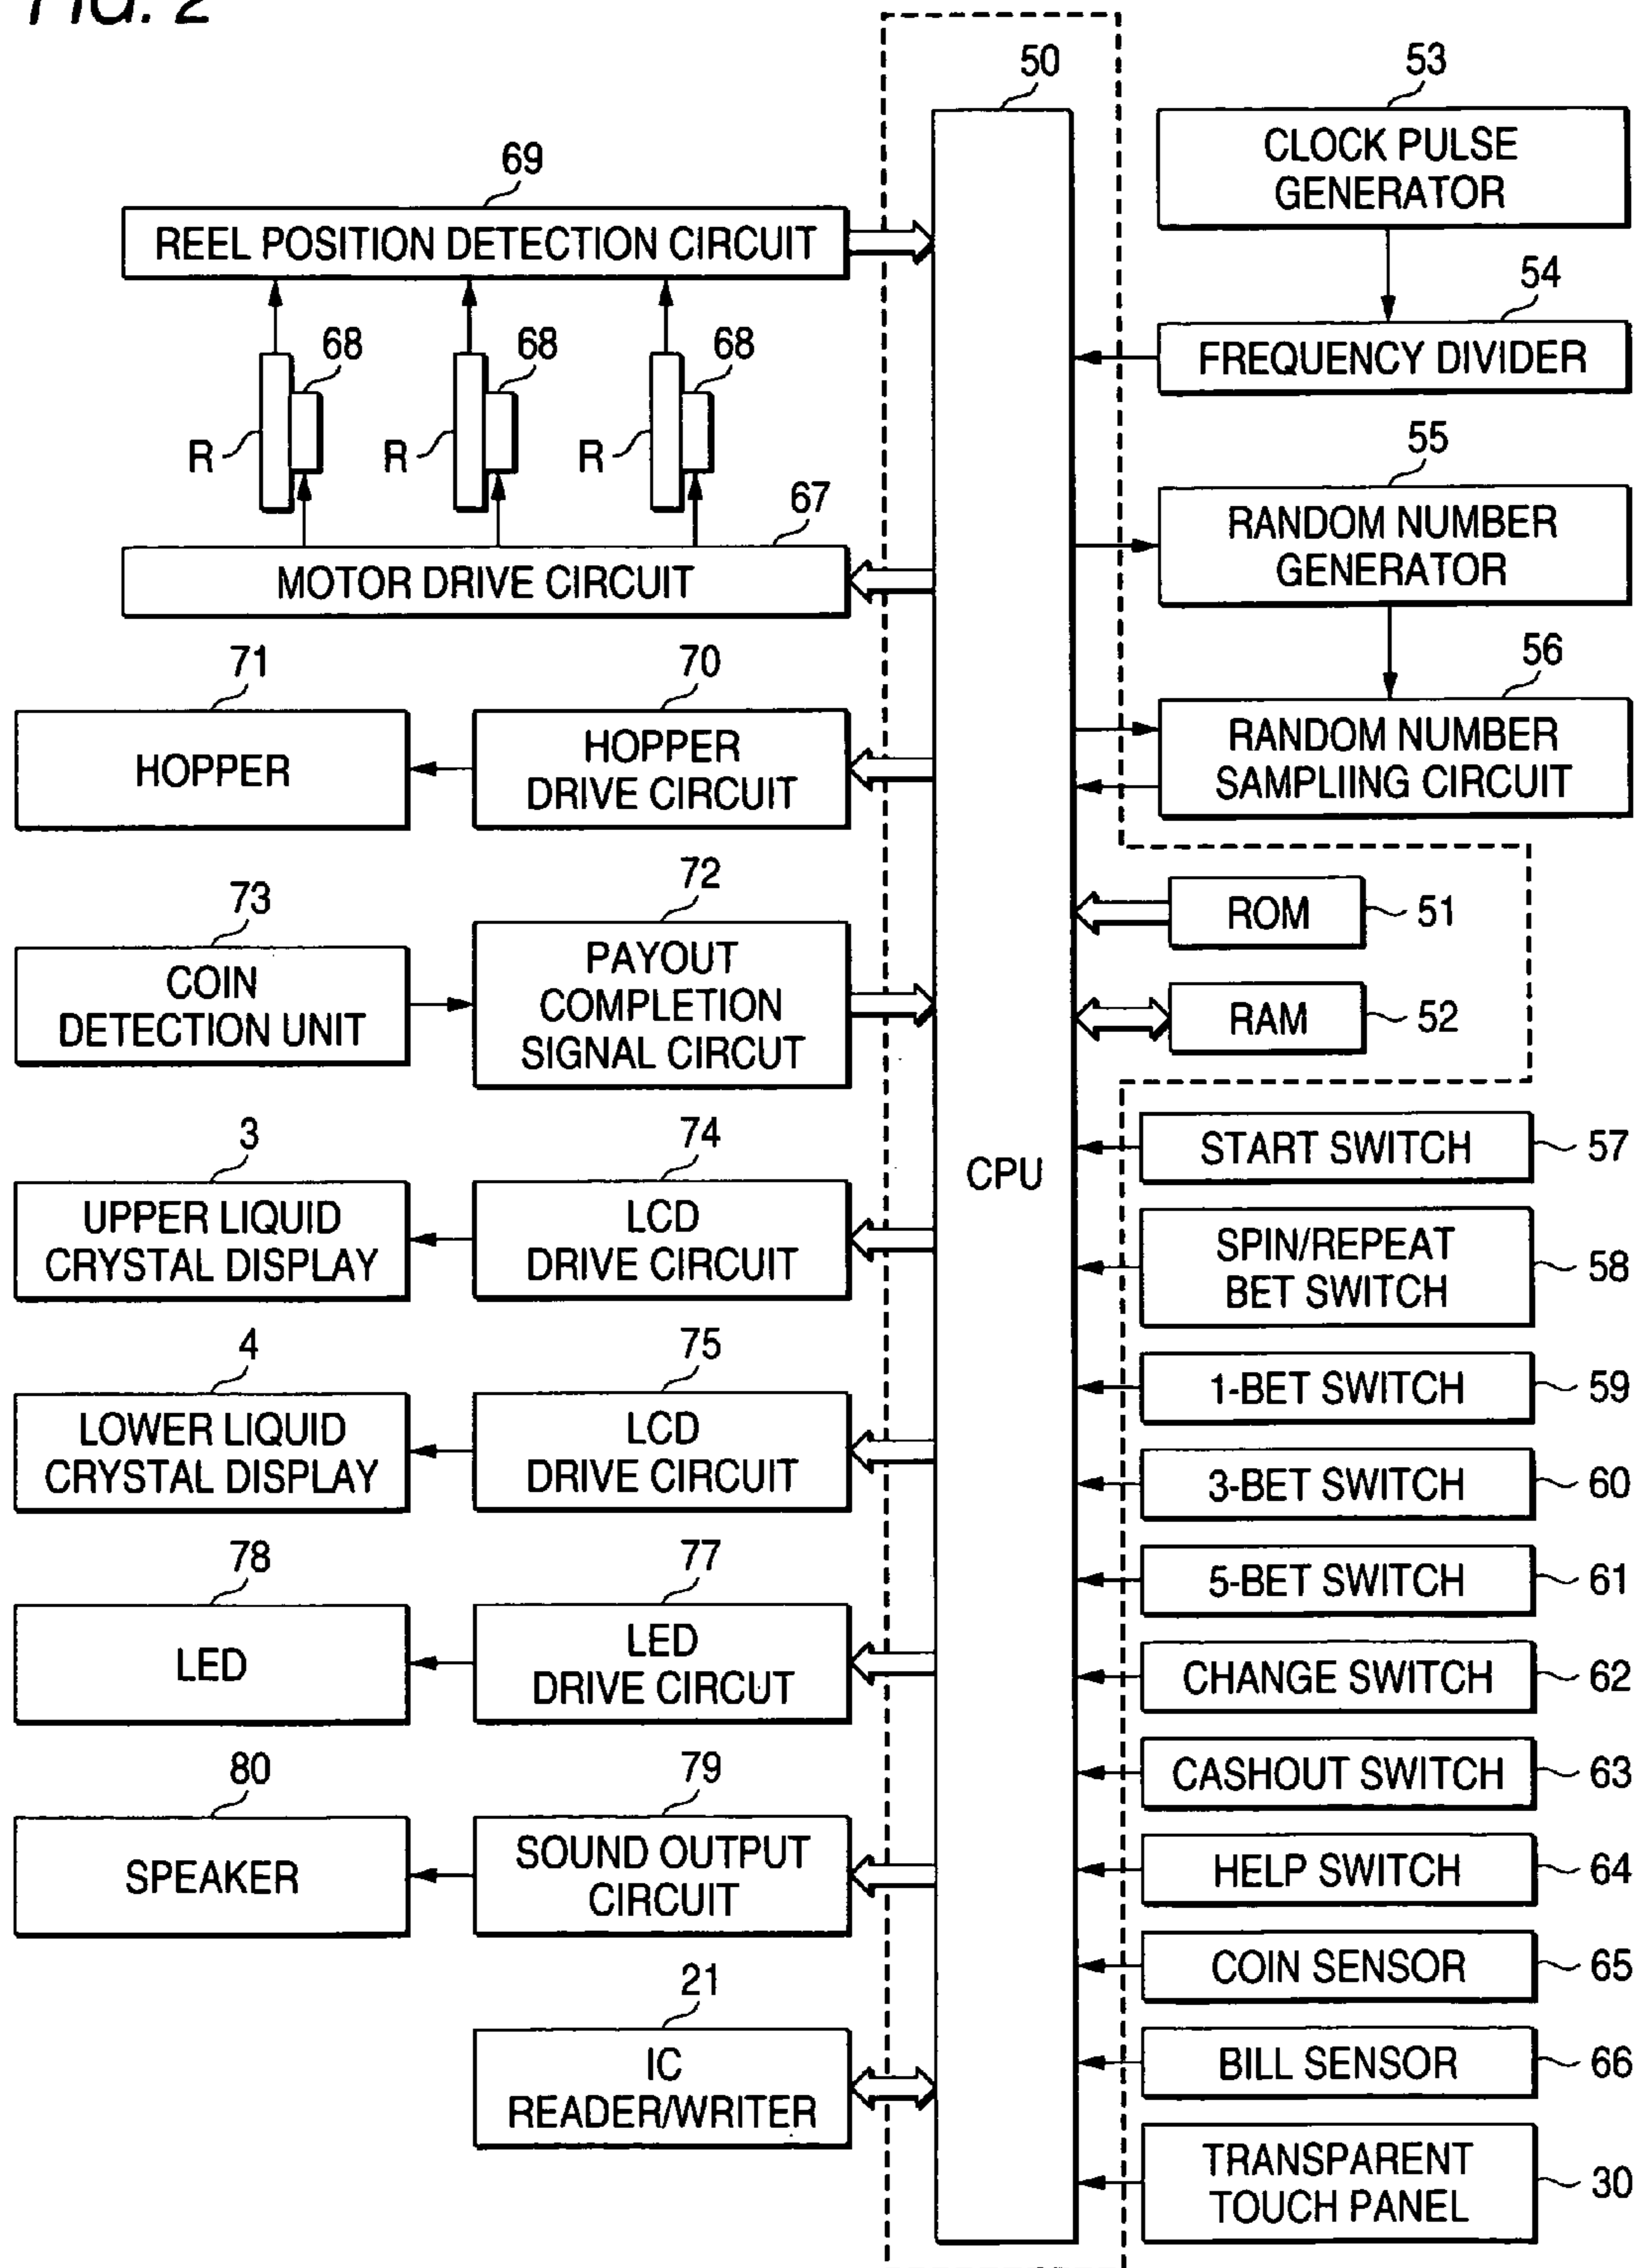 FIG. 2
50
53
CLOCK PULSE
GENERATOR
69
REEL POSITION DETECTION CIRCUIT
54
FREQUENCY DIVIDER
68
68
68
R
R
R
55
RANDOM NUMBER
GENERATOR
67
MOTOR DRIVE CIRCUIT
56
RANDOM NUMBER
SAMPLIING CIRCUIT
71
HOPPER
70
HOPPER
DRIVE CIRCUIT
ROM
51
RAM
52
73
COIN
DETECTION UNIT
72
PAYOUT
COMPLETION
SIGNAL CIRCUT
CPU
START SWITCH
57
3
UPPER LIQUID
CRYSTAL DISPLAY
74
LCD
DRIVE CIRCUIT
SPIN/REPEAT
BET SWITCH
58
4
LOWER LIQUID
CRYSTAL DISPLAY
75
LCD
DRIVE CIRCUIT
1-BET SWITCH
59
3-BET SWITCH
60
5-BET SWITCH
61
78
LED
77
LED
DRIVE CIRCUT
CHANGE SWITCH
62
CASHOUT SWITCH
63
80
SPEAKER
79
SOUND OUTPUT
CIRCUIT
HELP SWITCH
64
COIN SENSOR
65
21
IC
READER/WRITER
BILL SENSOR
66
TRANSPARENT
TOUCH PANEL
30